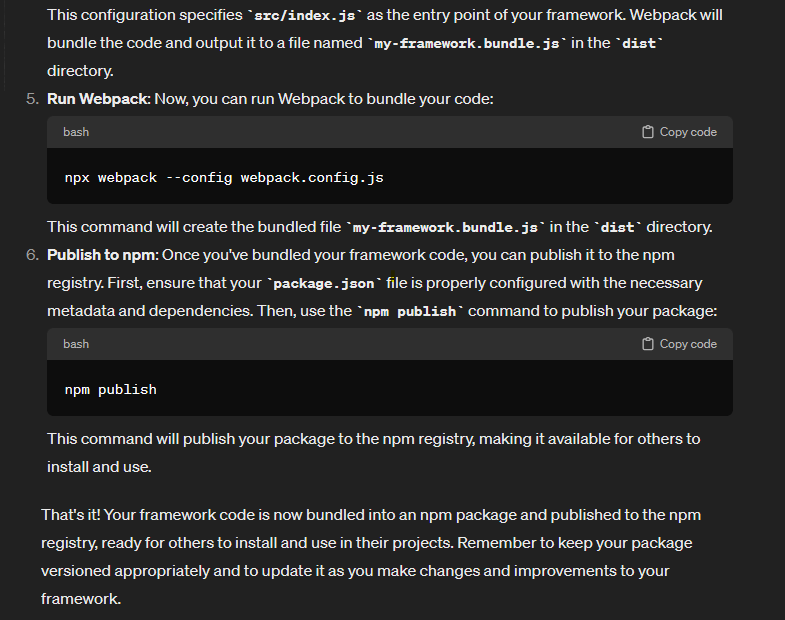 This configuration specifies `src/index.js` as the entry point of your framework. Webpack will
bundle the code and output it to a file named `my-framework.bundle.js` in the `dist`
directory.
5. Run Webpack: Now, you can run Webpack to bundle your code:
bash Copy code
npx webpack --config webpack.config.js
This command will create the bundled file `my-framework.bundle.js` in the `dist` directory.
6. Publish to npm: Once you've bundled your framework code, you can publish it to the npm
registry. First, ensure that your `package.json` file is properly configured with the necessary
metadata and dependencies. Then, use the `npm publish` command to publish your package:
bash Copy code
npm publish
This command will publish your package to the npm registry, making it available for others to
install and use.
That's it! Your framework code is now bundled into an npm package and published to the npm
registry, ready for others to install and use in their projects. Remember to keep your package
versioned appropriately and to update it as you make changes and improvements to your
framework.